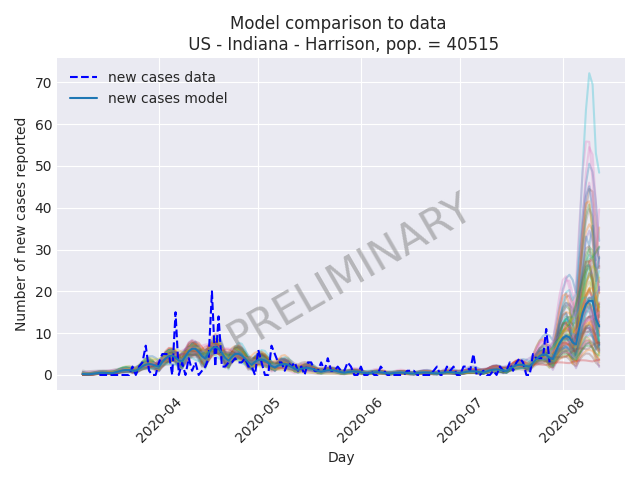 Model comparison to data
US - Indiana - Harrison, pop. = 40515
new cases data
new cases model
Number of new cases reported
70
60
50
40
30
20
10
0
PRELIMINARY
2020-04
2020-05
2020-06
2020-07
2020-08
Day